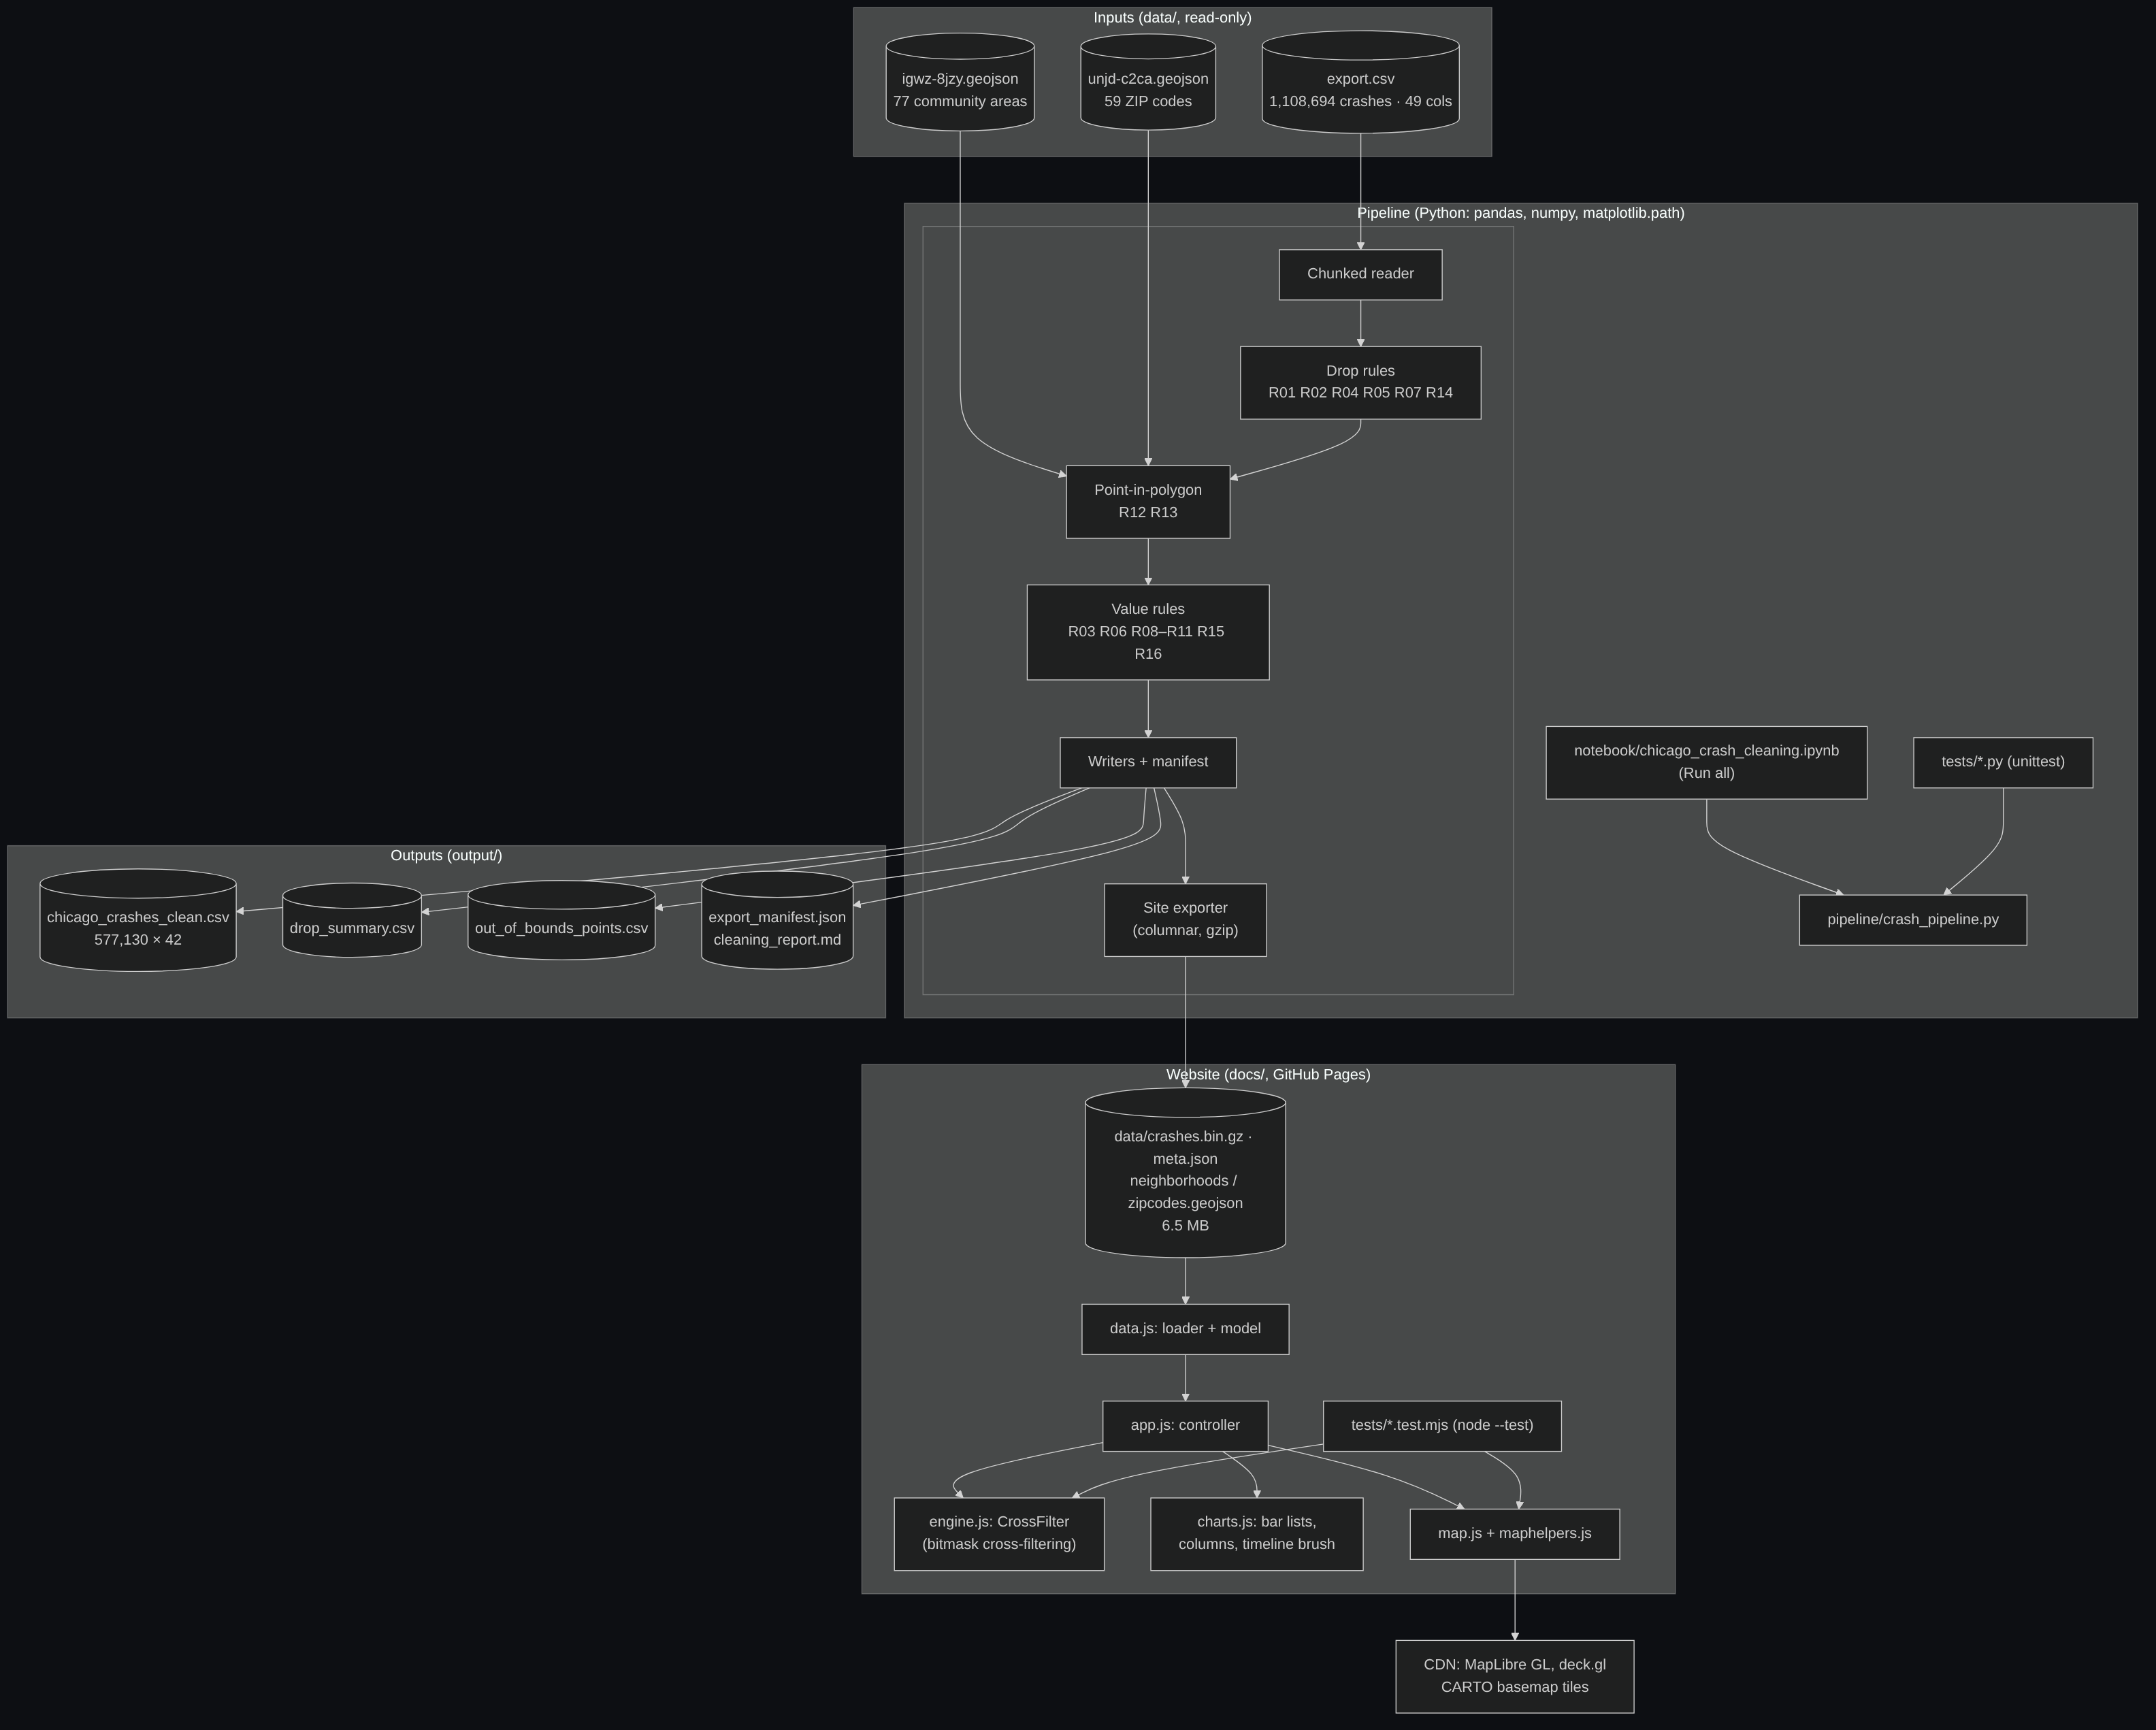 Inputs (data/, read-only)
igwz-8jzy.geojson
77 community areas
unjd-c2ca.geojson
59 ZIP codes
export.csv
1,108,694 crashes · 49 cols
Pipeline (Python: pandas, numpy, matplotlib.path)
Chunked reader
Drop rules
R01 R02 R04 R05 R07 R14
Point-in-polygon
R12 R13
Value rules
R03 R06 R08–R11 R15
R16
Writers + manifest
notebook/chicago_crash_cleaning.ipynb
(Run all)
tests/*.py (unittest)
pipeline/crash_pipeline.py
Site exporter
(columnar, gzip)
Outputs (output/)
chicago_crashes_clean.csv
577,130 × 42
drop_summary.csv
out_of_bounds_points.csv
export_manifest.json
cleaning_report.md
Website (docs/, GitHub Pages)
data/crashes.bin.gz ·
meta.json
neighborhoods /
zipcodes.geojson
6.5 MB
data.js: loader + model
app.js: controller
tests/*.test.mjs (node --test)
engine.js: CrossFilter
(bitmask cross-filtering)
charts.js: bar lists,
columns, timeline brush
map.js + maphelpers.js
CDN: MapLibre GL, deck.gl
CARTO basemap tiles